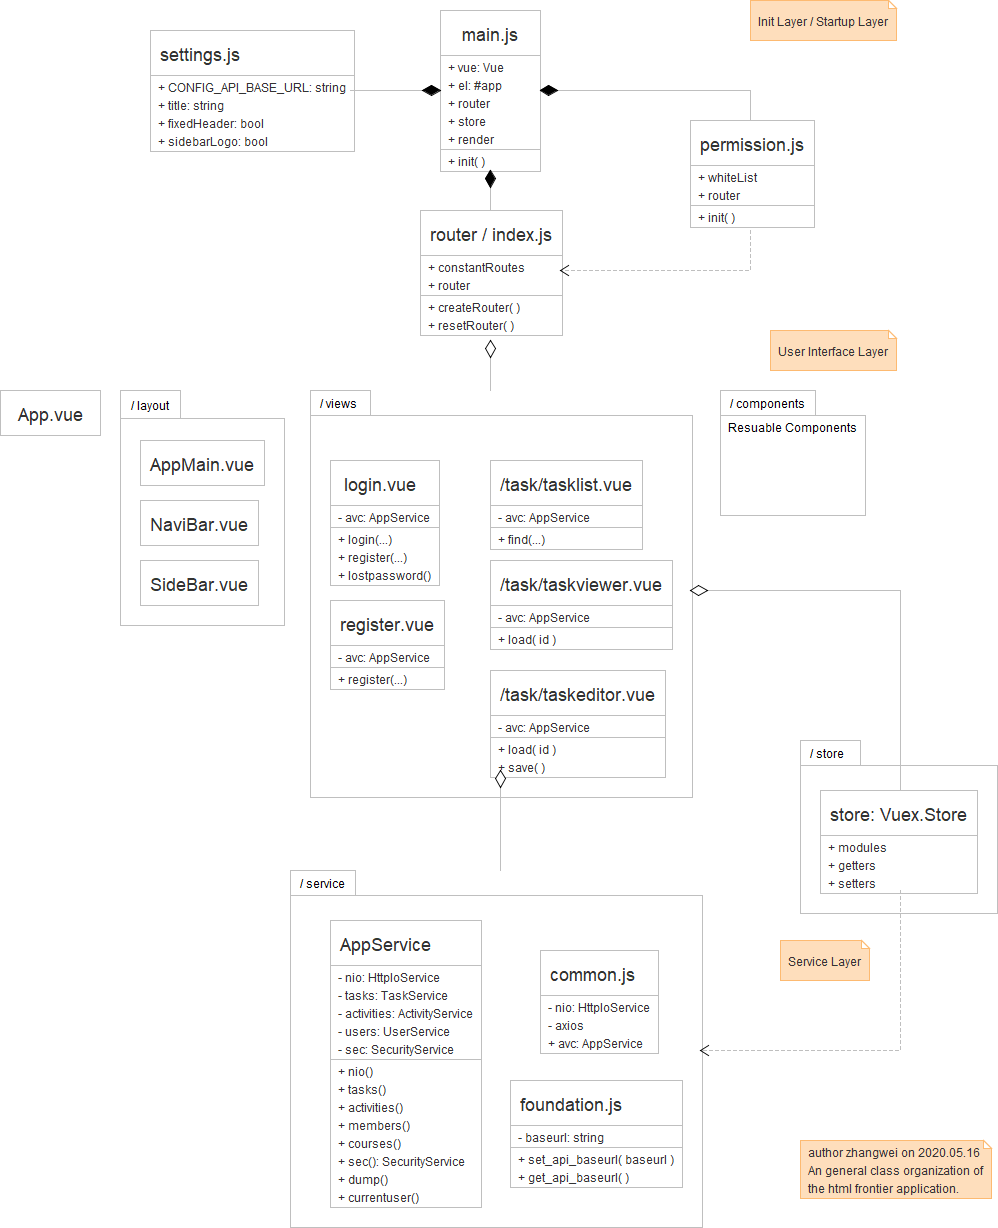 Init Layer / Startup Layer
main.js
+ vue: Vue
+ el: #app
+ router
+ store
+ render
+ init( )
settings.js
+ CONFIG_API_BASE_URL: string
+ title: string
+ fixedHeader: bool
+ sidebarLogo: bool
permission.js
+ whiteList
+ router
+ init( )
router / index.js
+ constantRoutes
+ router
+ createRouter( )
+ resetRouter( )
User Interface Layer
App.vue
/ layout
AppMain.vue
NaviBar.vue
SideBar.vue
/ views
login.vue
- avc: AppService
+ login(...)
+ register(...)
+ lostpassword()
register.vue
- avc: AppService
+ register(...)
/task/tasklist.vue
- avc: AppService
+ find(...)
/task/taskviewer.vue
- avc: AppService
+ load( id )
/task/taskeditor.vue
- avc: AppService
+ load( id )
+ save( )
/ components
Resuable Components
/ store
store: Vuex.Store
+ modules
+ getters
+ setters
/ service
AppService
- nio: HttpIoService
- tasks: TaskService
- activities: ActivityService
- users: UserService
- sec: SecurityService
+ nio()
+ tasks()
+ activities()
+ members()
+ courses()
+ sec(): SecurityService
+ dump()
+ currentuser()
common.js
- nio: HttpIoService
- axios
+ avc: AppService
foundation.js
- baseurl: string
+ set_api_baseurl( baseurl )
+ get_api_baseurl( )
Service Layer
author zhangwei on 2020.05.16
An general class organization of
the html frontier application.